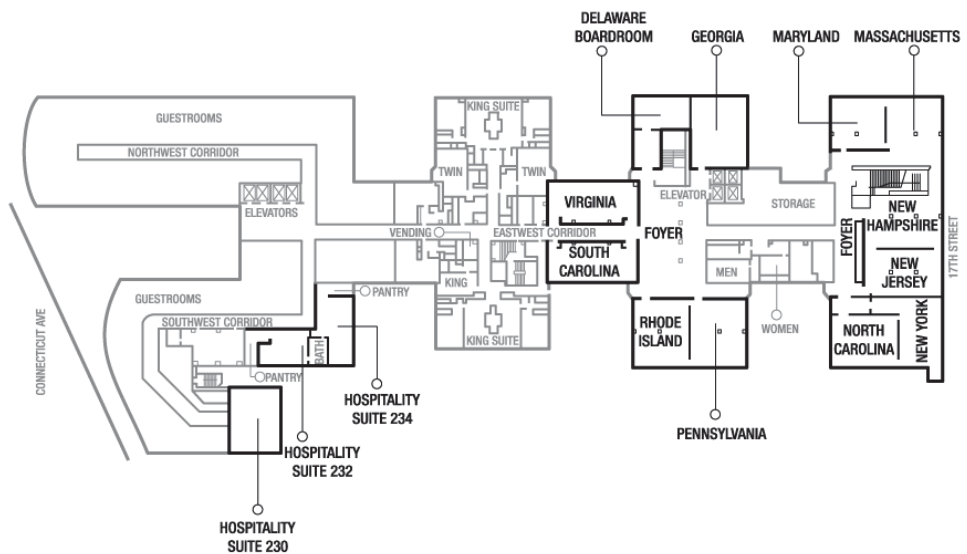 DELAWARE
BOARDROOM
GEORGIA
MARYLAND
MASSACHUSETTS
GUESTROOMS
KING SUITE
NORTHWEST CORRIDOR
TWIN
TWIN
ELEVATORS
VIRGINIA
ELEVATOR
STORAGE
NEW
HAMPSHIRE
VENDING
EASTWEST CORRIDOR
FOYER
FOYER
17TH STREET
SOUTH
CAROLINA
NEW
JERSEY
KING
MEN
PANTRY
GUESTROOMS
SOUTHWEST CORRIDOR
KING SUITE
RHODE
ISLAND
WOMEN
NORTH
CAROLINA
NEW YORK
CONNECTICUT AVE
BATH
PANTRY
HOSPITALITY
SUITE 234
PENNSYLVANIA
HOSPITALITY
SUITE 232
HOSPITALITY
SUITE 230